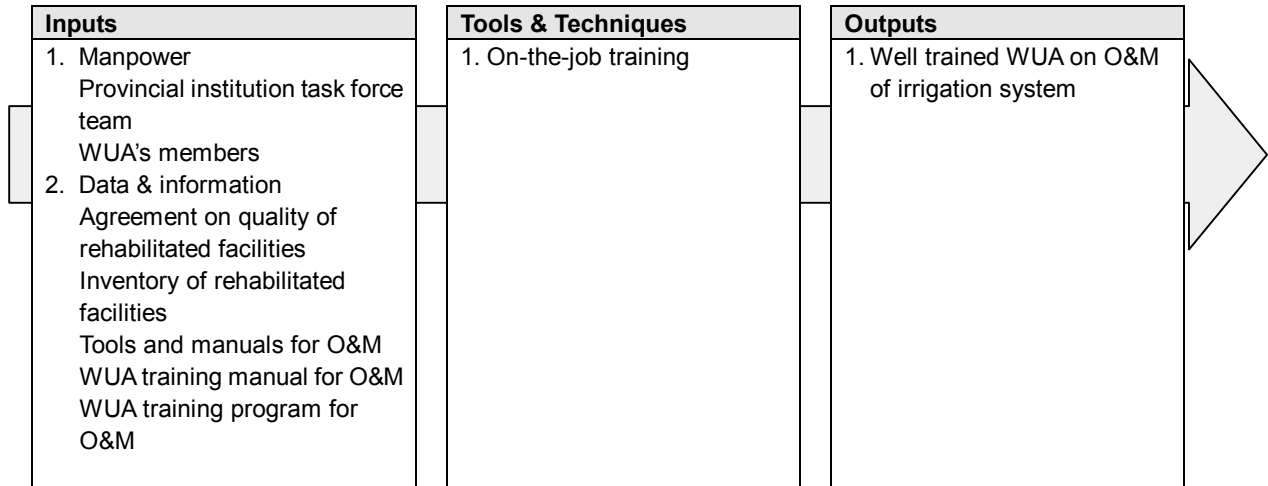 Inputs
1. Manpower
Provincial institution task force
team
WUA's members
2. Data & information
Agreement on quality of
rehabilitated facilities
Inventory of rehabilitated
facilities
Tools and manuals for O&M
WUA training manual for O&M
WUA training program for
O&M
Tools & Techniques
1. On-the-job training
Outputs
1. Well trained WUA on O&M
of irrigation system